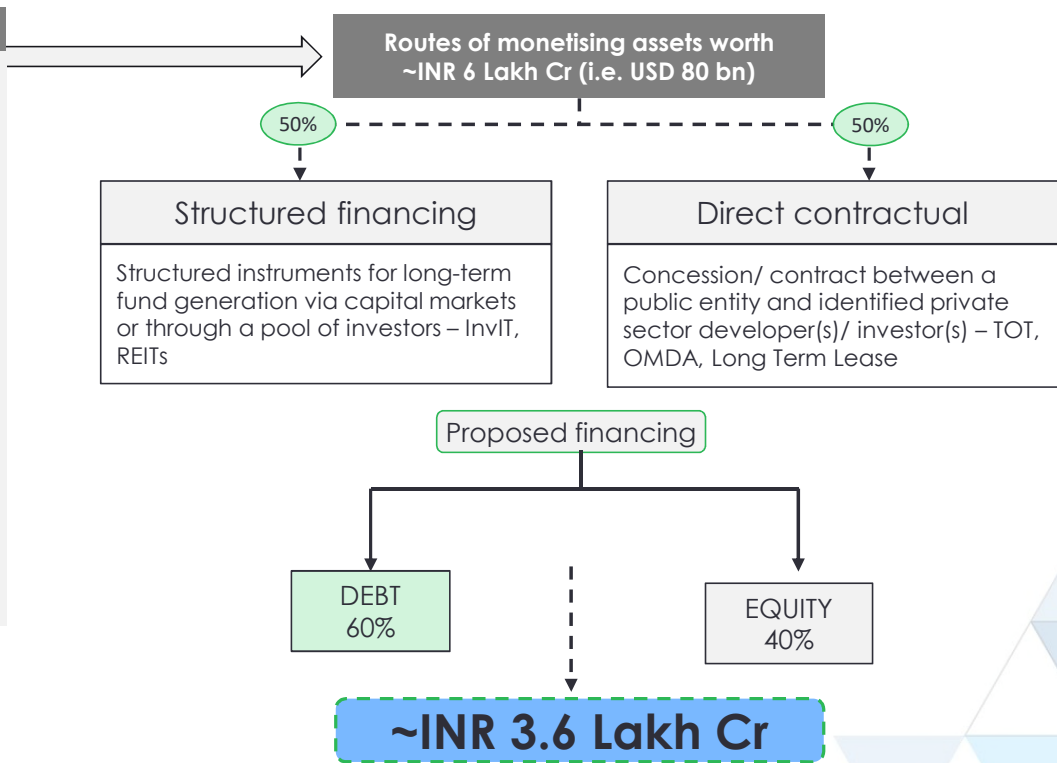 Routes of monetising assets worth
~INR 6 Lakh Cr (i.e. USD 80 bn)
50%
50%
Structured financing
Structured instruments for long-term
fund generation via capital markets
or through a pool of investors – InvIT,
REITs
Direct contractual
Concession/ contract between a
public entity and identified private
sector developer(s)/ investor(s) – TOT,
OMDA, Long Term Lease
Proposed financing
DEBT
60%
EQUITY
40%
~INR 3.6 Lakh Cr